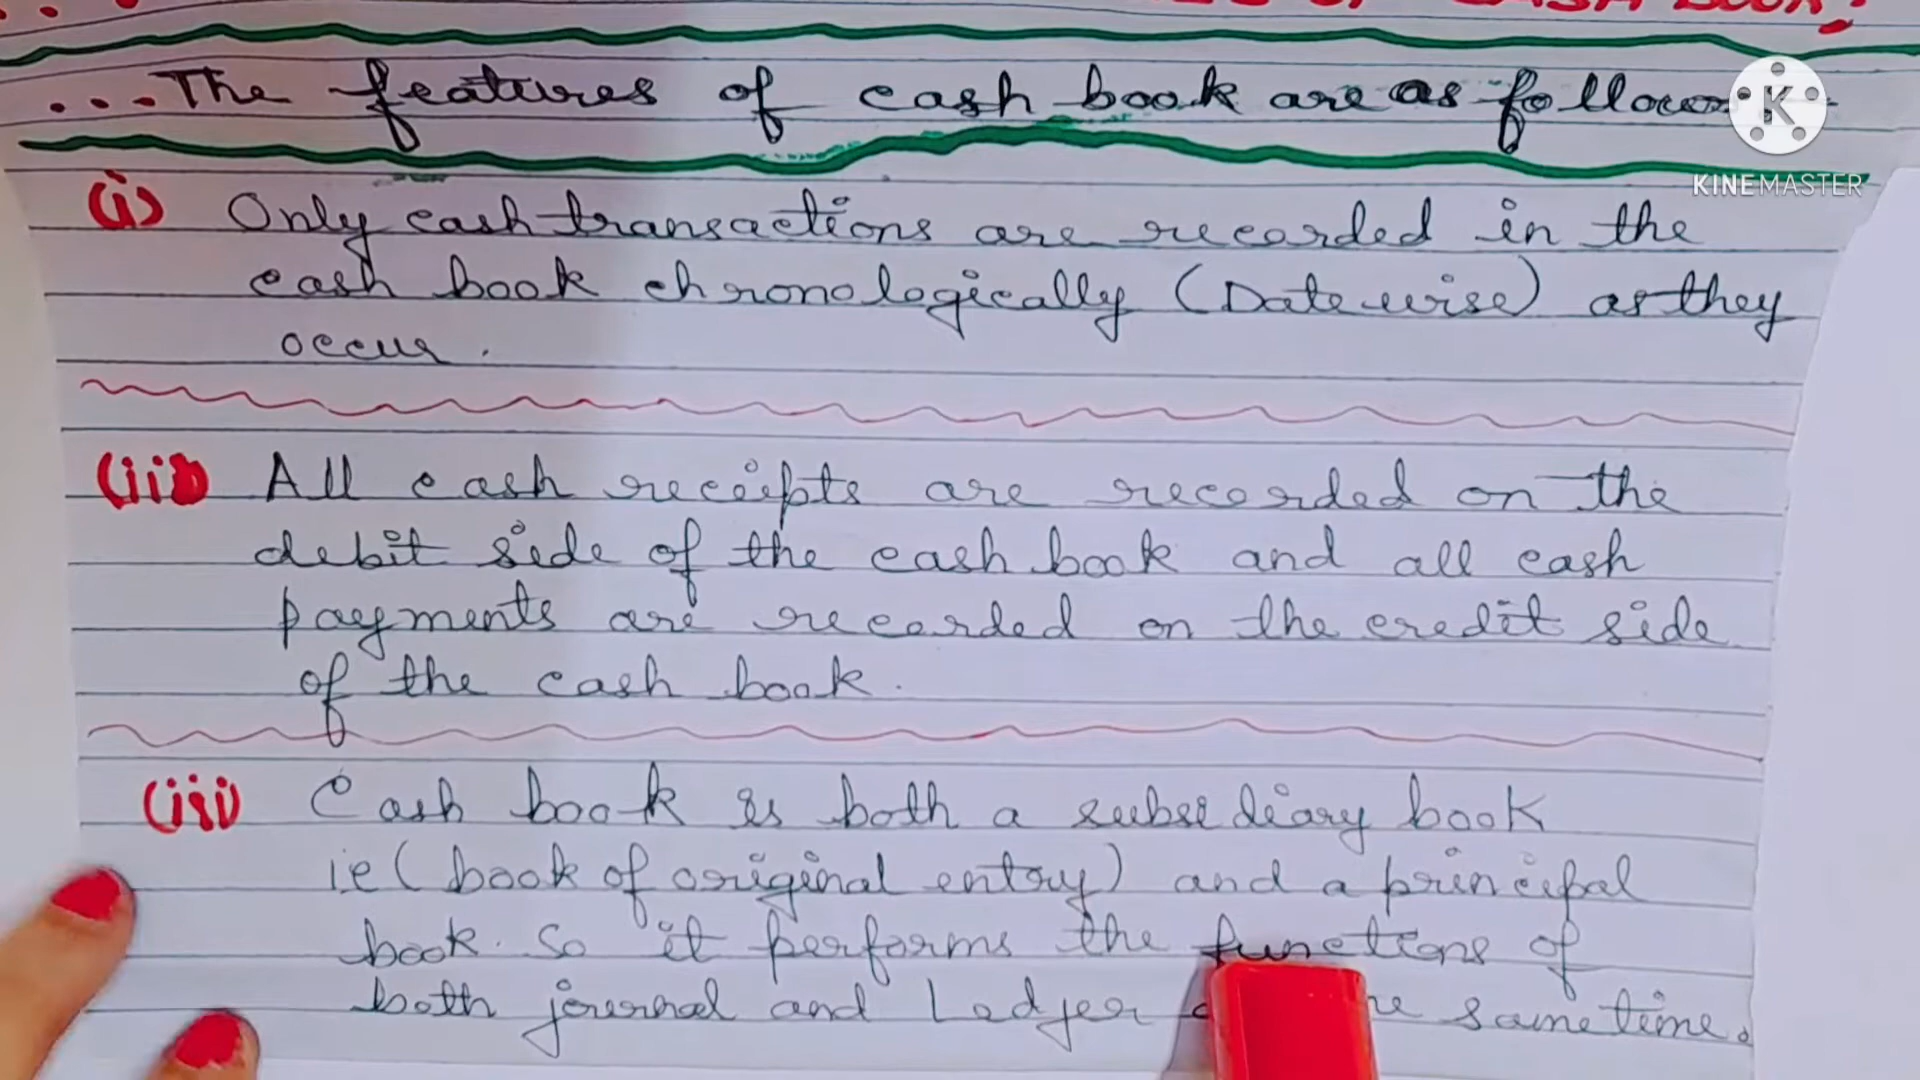 CASH BOOK:
...The features of cash book are as follows
KINEMASTER
(i) Only cash transactions are recorded in the
cash book chronologically (Date wise) as they
occur.
(ii) All cash receipts are recorded on the
debit side of the cash book and all cash
payments are recorded on the credit side
of the cash book.
(iii) Cash book is both a subsidiary book
i.e (book of original entry) and a principal
book. So it performs the functions of
both journal and Ledjer same time.